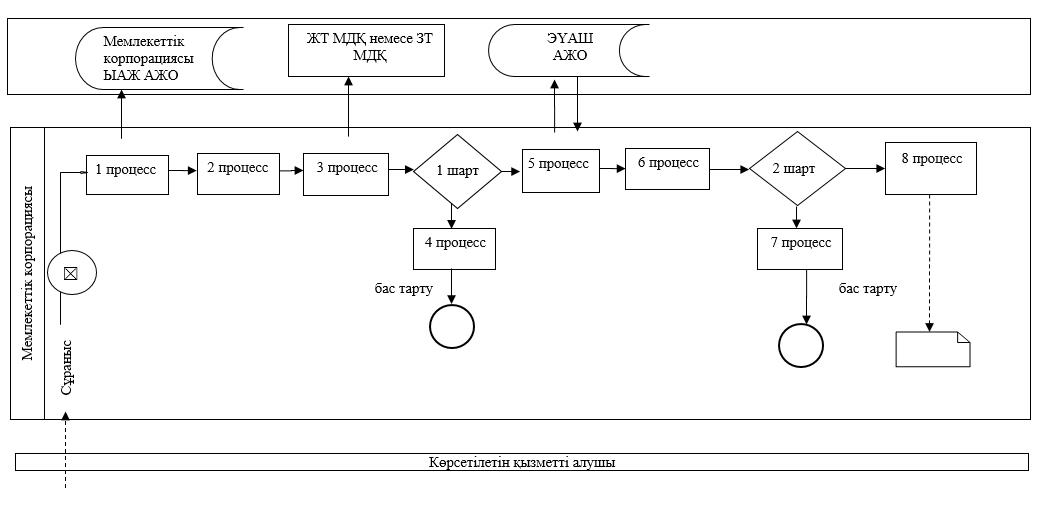 Мемлекеттік
корпорациясы
ЫАЖ АЖО
ЖТ МДҚ немесе ЗТ
МДҚ
ЭҮАШ
АЖО
Мемлекеттік корпорациясы
1 процесс
2 процесс
3 процесс
1 шарт
5 процесс
6 процесс
2 шарт
8 процесс
4 процесс
7 процесс
бас тарту
бас тарту
Сұраныс
Көрсетілетін қызметті алушы